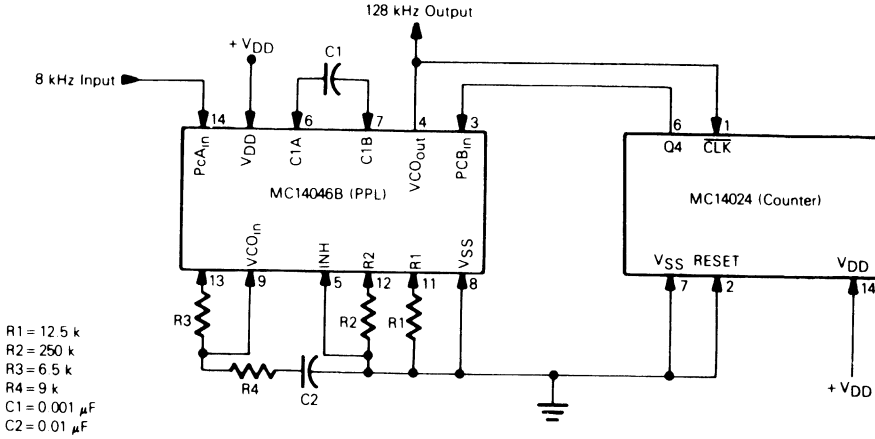 128 kHz Output
+ VDD
C1
8 kHz Input
14
6
7
4
3
6
1
PcAin
VDD
C1A
C1B
VCOout
PCBin
Q4
CLK
MC14046B (PPL)
MC14024 (Counter)
VCOin
INH
R2
R1
VSS
VSS
RESET
VDD
13
9
5
12
11
8
7
2
14
R3
R2
R1
R4
C2
+ VDD
R1 = 12.5 k
R2 = 250 k
R3 = 6.5 k
R4 = 9 k
C1 = 0.001 μF
C2 = 0.01 μF